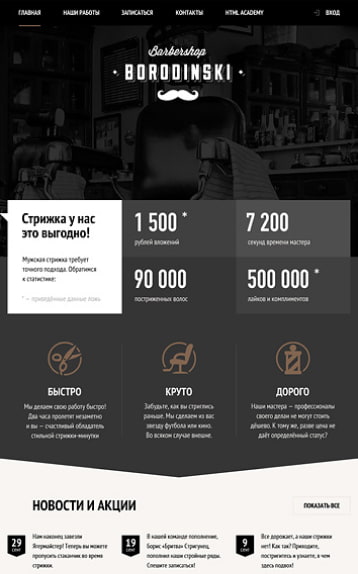 ГЛАВНАЯ НАШИ РАБОТЫ ЗАПИСАТЬСЯ КОНТАКТЫ HTML ACADEMY ВХОД
Barbershop
· BORODINSKI ·
Стрижка у нас
это выгодно!
Мужская стрижка требует
точного подхода. Обратимся
к статистике:
* — приведённые данные ложь
1 500 *
рублей вложений
7 200
секунд времени мастера
90 000
постриженных волос
500 000 *
лайков и комплиментов
БЫСТРО
Мы делаем свою работу быстро!
Два часа пролетят незаметно
и вы — счастливый обладатель
стильной стрижки-минутки
КРУТО
Забудьте, как вы стриглись
раньше. Мы сделаем из вас
звезду футбола или кино.
Во всяком случае внешне.
ДОРОГО
Наши мастера — профессионалы
своего дела и не могут стоить
дёшево. К тому же, разве цена не
даёт определённый статус?
НОВОСТИ И АКЦИИ
ПОКАЗАТЬ ВСЕ
29
СЕНТ
Нам наконец завезли
Ягермайстер! Теперь вы можете
пропустить стаканчик во время
стрижки.
19
СЕНТ
В нашей команде пополнение,
Борис «Бритва» Стригунец,
пополнил наши стройные ряды.
Спешите записаться!
9
СЕНТ
Все дорожает, а наши стрижки
нет! Как так? Приходите,
постригитесь и узнаете, в чем
здесь подвох!